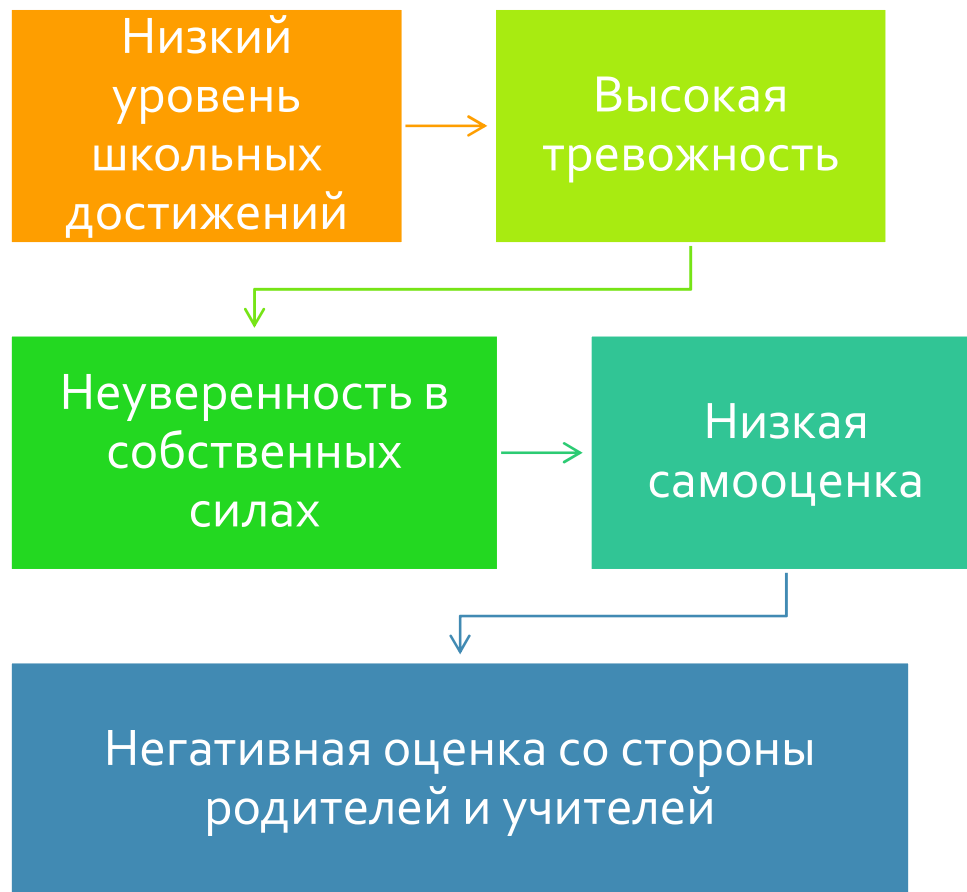 Низкий
уровень
школьных
достижений
Высокая
тревожность
Неуверенность в
собственных
силах
Низкая
самооценка
Негативная оценка со стороны
родителей и учителей